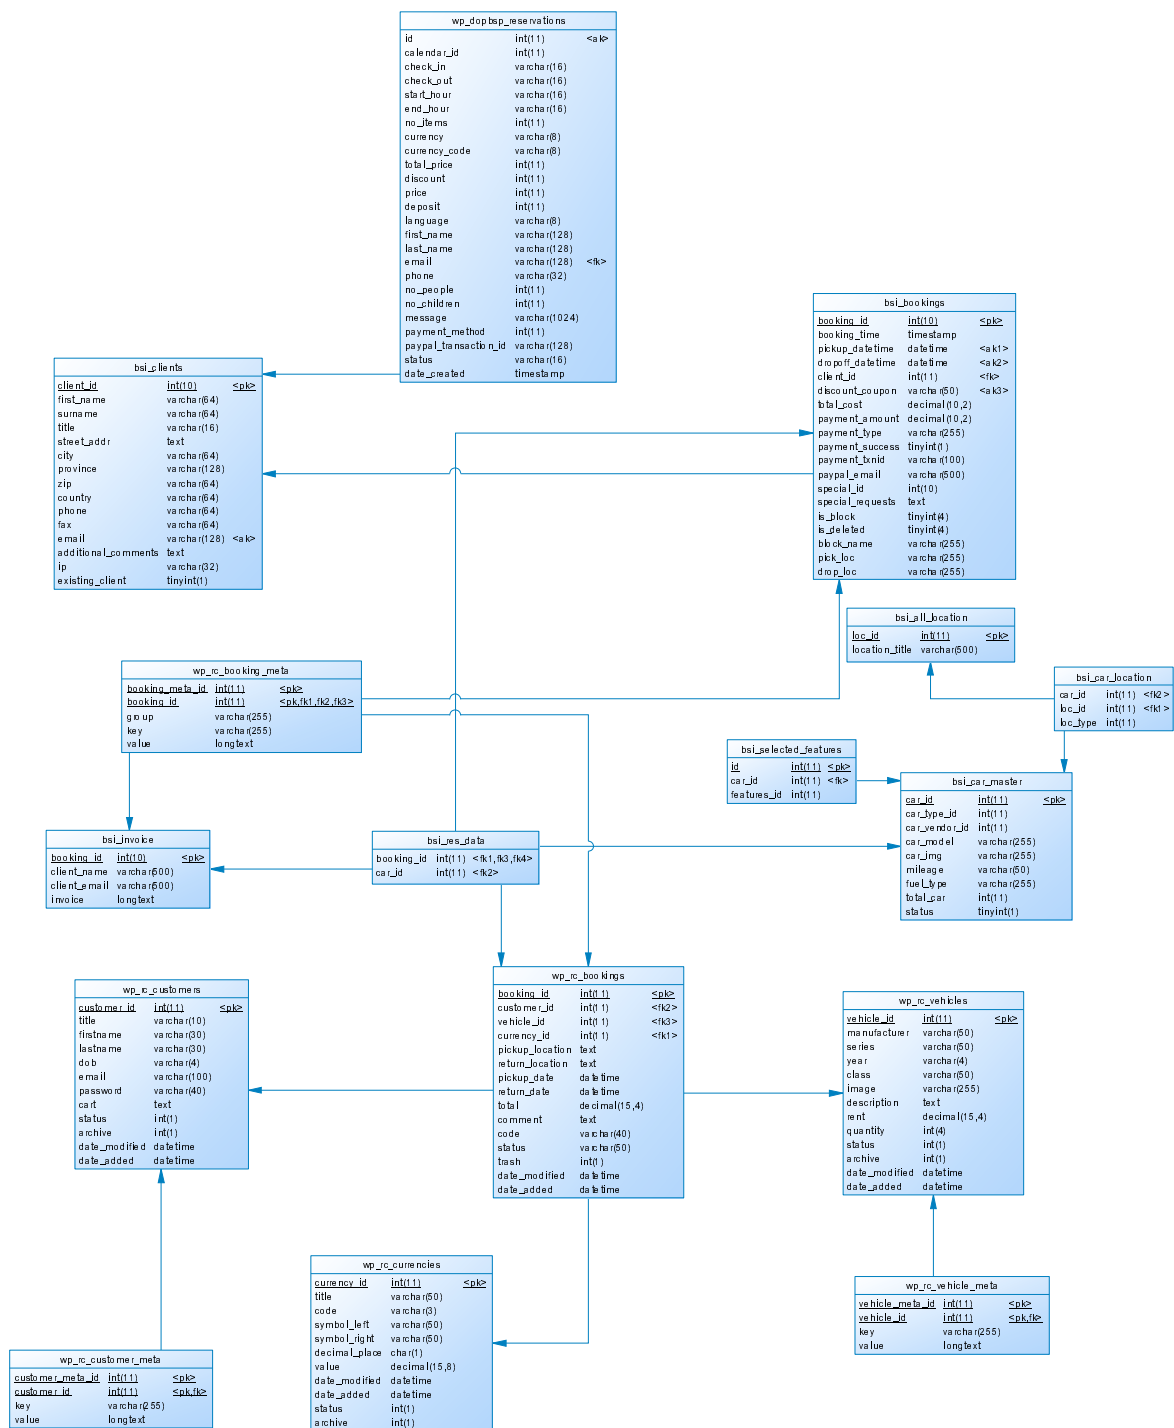 wp_dopbsp_reservations
id int(11) <ak>
calendar_id int(11)
check_in varchar(16)
check_out varchar(16)
start_hour varchar(16)
end_hour varchar(16)
no_items int(11)
currency varchar(8)
currency_code varchar(8)
total_price int(11)
discount int(11)
price int(11)
deposit int(11)
language varchar(8)
first_name varchar(128)
last_name varchar(128)
email varchar(128) <fk>
phone varchar(32)
no_people int(11)
no_children int(11)
message varchar(1024)
payment_method int(11)
paypal_transaction_id varchar(128)
status varchar(16)
date_created timestamp
bsi_bookings
booking_id int(10) <pk>
booking_time timestamp
pickup_datetime datetime <ak1>
dropoff_datetime datetime <ak2>
client_id int(11) <fk>
discount_coupon varchar(50) <ak3>
total_cost decimal(10,2)
payment_amount decimal(10,2)
payment_type varchar(255)
payment_success tinyint(1)
payment_txnid varchar(100)
paypal_email varchar(500)
special_id int(10)
special_requests text
is_block tinyint(4)
is_deleted tinyint(4)
block_name varchar(255)
pick_loc varchar(255)
drop_loc varchar(255)
bsi_clients
client_id int(10) <pk>
first_name varchar(64)
surname varchar(64)
title varchar(16)
street_addr text
city varchar(64)
province varchar(128)
zip varchar(64)
country varchar(64)
phone varchar(64)
fax varchar(64)
email varchar(128) <ak>
additional_comments text
ip varchar(32)
existing_client tinyint(1)
bsi_all_location
loc_id int(11) <pk>
location_title varchar(500)
wp_rc_booking_meta
booking_meta_id int(11) <pk>
booking_id int(11) <pk,fk1,fk2,fk3>
group varchar(255)
key varchar(255)
value longtext
bsi_car_location
car_id int(11) <fk2>
loc_id int(11) <fk1>
loc_type int(11)
bsi_selected_features
id int(11) <pk>
car_id int(11) <fk>
features_id int(11)
bsi_car_master
car_id int(11) <pk>
car_type_id int(11)
car_vendor_id int(11)
car_model varchar(255)
car_img varchar(255)
mileage varchar(50)
fuel_type varchar(255)
total_car int(11)
status tinyint(1)
bsi_invoice
booking_id int(10) <pk>
client_name varchar(500)
client_email varchar(500)
invoice longtext
bsi_res_data
booking_id int(11) <fk1,fk3,fk4>
car_id int(11) <fk2>
wp_rc_bookings
booking_id int(11) <pk>
customer_id int(11) <fk2>
vehicle_id int(11) <fk3>
currency_id int(11) <fk1>
pickup_location text
return_location text
pickup_date datetime
return_date datetime
total decimal(15,4)
comment text
code varchar(40)
status varchar(50)
trash int(1)
date_modified datetime
date_added datetime
wp_rc_customers
customer_id int(11) <pk>
title varchar(10)
firstname varchar(30)
lastname varchar(30)
dob varchar(4)
email varchar(100)
password varchar(40)
cart text
status int(1)
archive int(1)
date_modified datetime
date_added datetime
wp_rc_vehicles
vehicle_id int(11) <pk>
manufacturer varchar(50)
series varchar(50)
year varchar(4)
class varchar(50)
image varchar(255)
description text
rent decimal(15,4)
quantity int(4)
status int(1)
archive int(1)
date_modified datetime
date_added datetime
wp_rc_currencies
currency_id int(11) <pk>
title varchar(50)
code varchar(3)
symbol_left varchar(50)
symbol_right varchar(50)
decimal_place char(1)
value decimal(15,8)
date_modified datetime
date_added datetime
status int(1)
archive int(1)
wp_rc_vehicle_meta
vehicle_meta_id int(11) <pk>
vehicle_id int(11) <pk,fk>
key varchar(255)
value longtext
wp_rc_customer_meta
customer_meta_id int(11) <pk>
customer_id int(11) <pk,fk>
key varchar(255)
value longtext